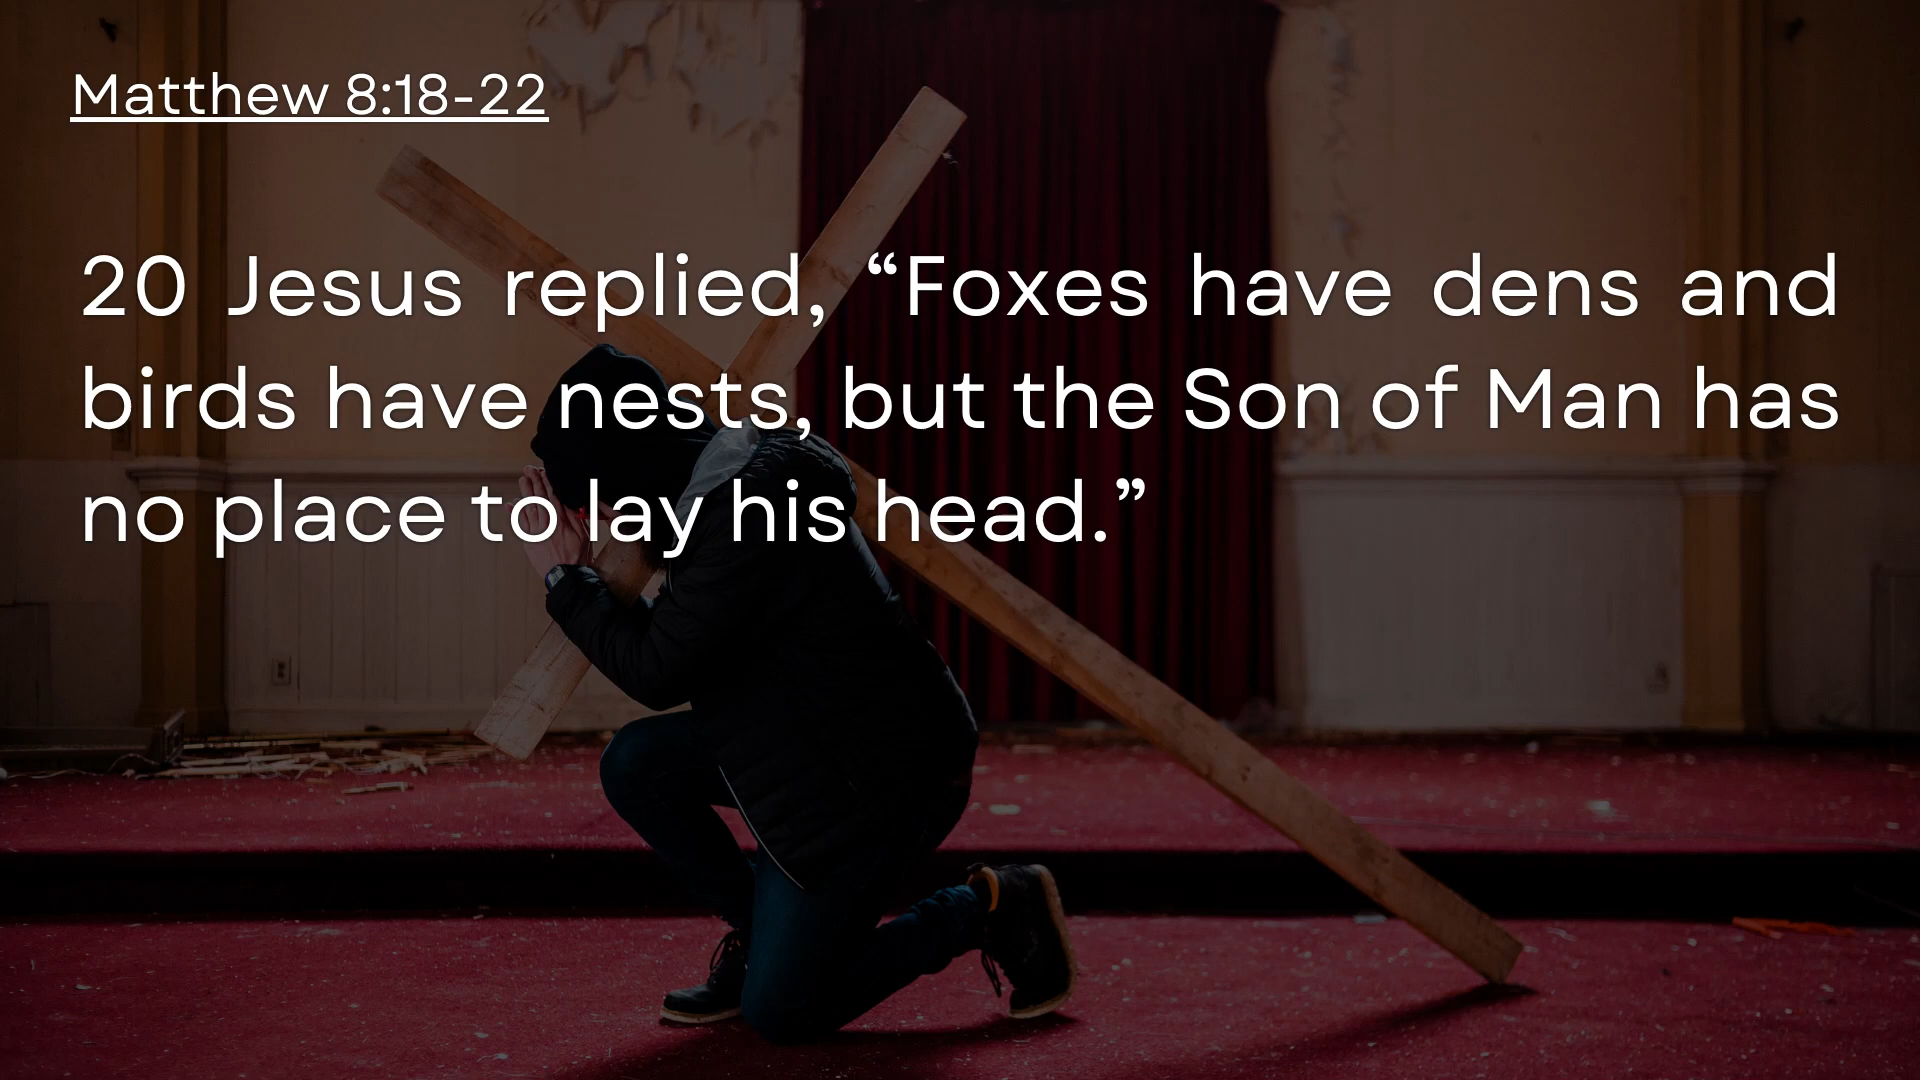 Matthew 8:18-22
20 Jesus replied, “Foxes have dens and
birds have nests, but the Son of Man has
no place to lay his head.”